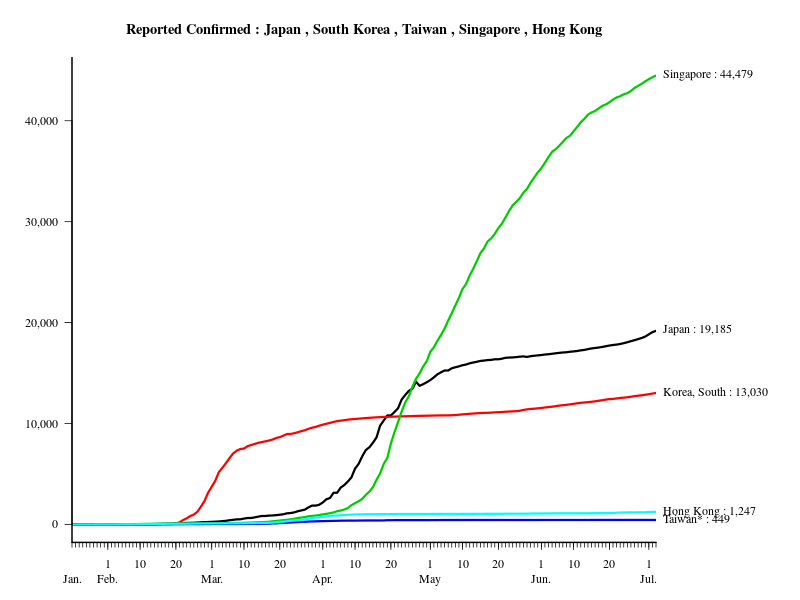 Reported Confirmed : Japan , South Korea , Taiwan , Singapore , Hong Kong
Singapore : 44,479
40,000
30,000
20,000
Japan : 19,185
Korea, South : 13,030
10,000
Hong Kong : 1,247
Taiwan* : 449
0
1 10 20 1 10 20 1 10 20 1 10 20 1 10 20 1
Jan. Feb. Mar. Apr. May Jun. Jul.